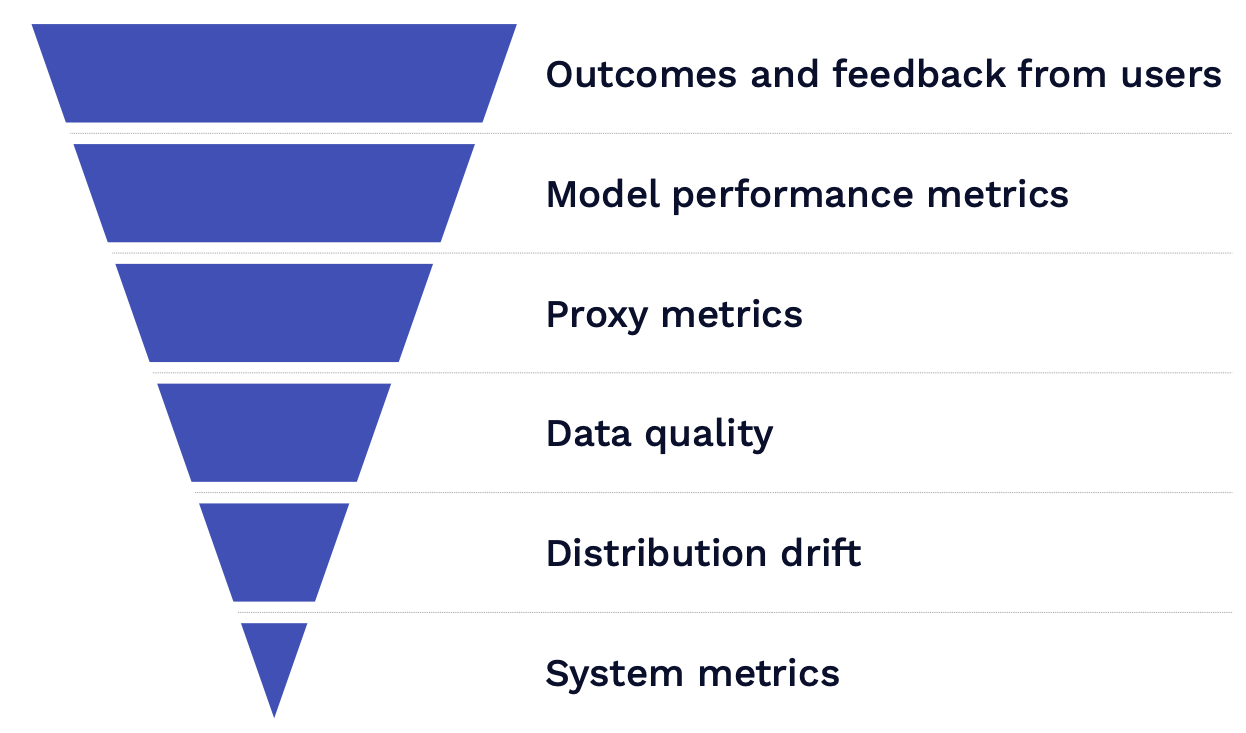 Outcomes and feedback from users
Model performance metrics
Proxy metrics
Data quality
Distribution drift
System metrics